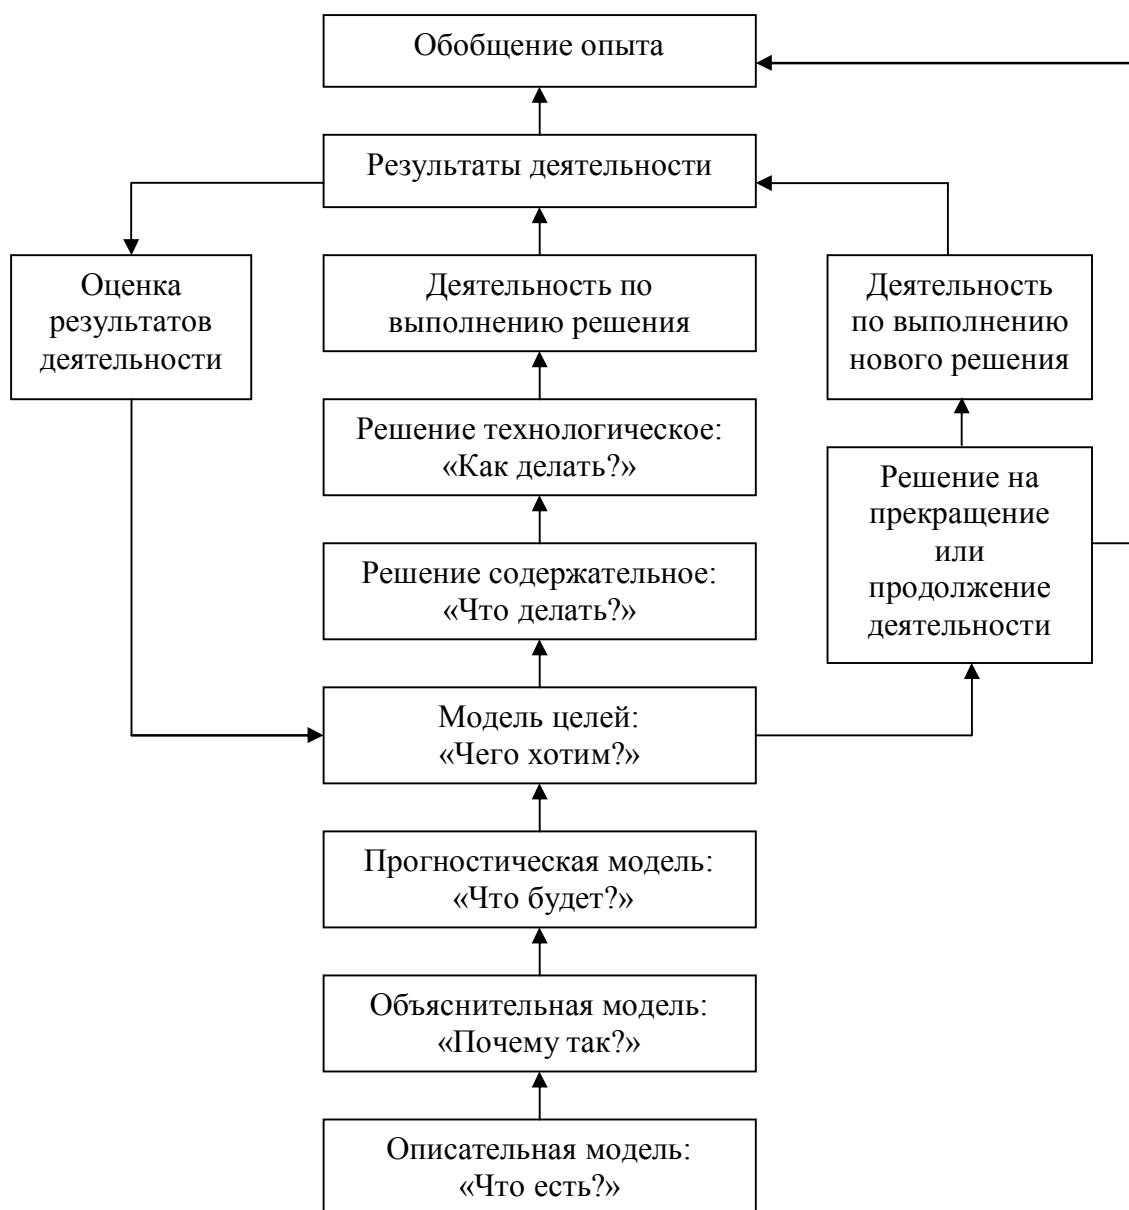 Обобщение опыта
Результаты деятельности
Оценка
результатов
деятельности
Деятельность по
выполнению решения
Деятельность
по выполнению
нового решения
Решение технологическое:
«Как делать?»
Решение на
прекращение
или
продолжение
деятельности
Решение содержательное:
«Что делать?»
Модель целей:
«Чего хотим?»
Прогностическая модель:
«Что будет?»
Объяснительная модель:
«Почему так?»
Описательная модель:
«Что есть?»